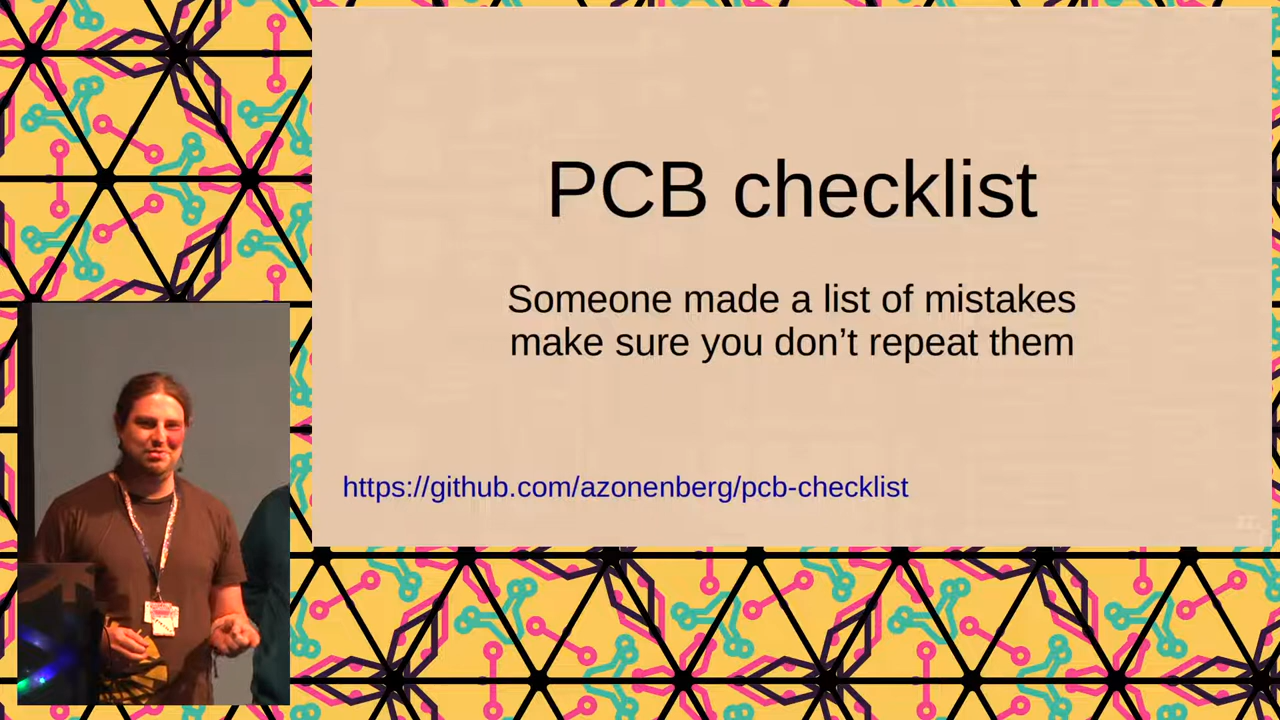 PCB checklist
Someone made a list of mistakes
make sure you don’t repeat them
https://github.com/azonenberg/pcb-checklist